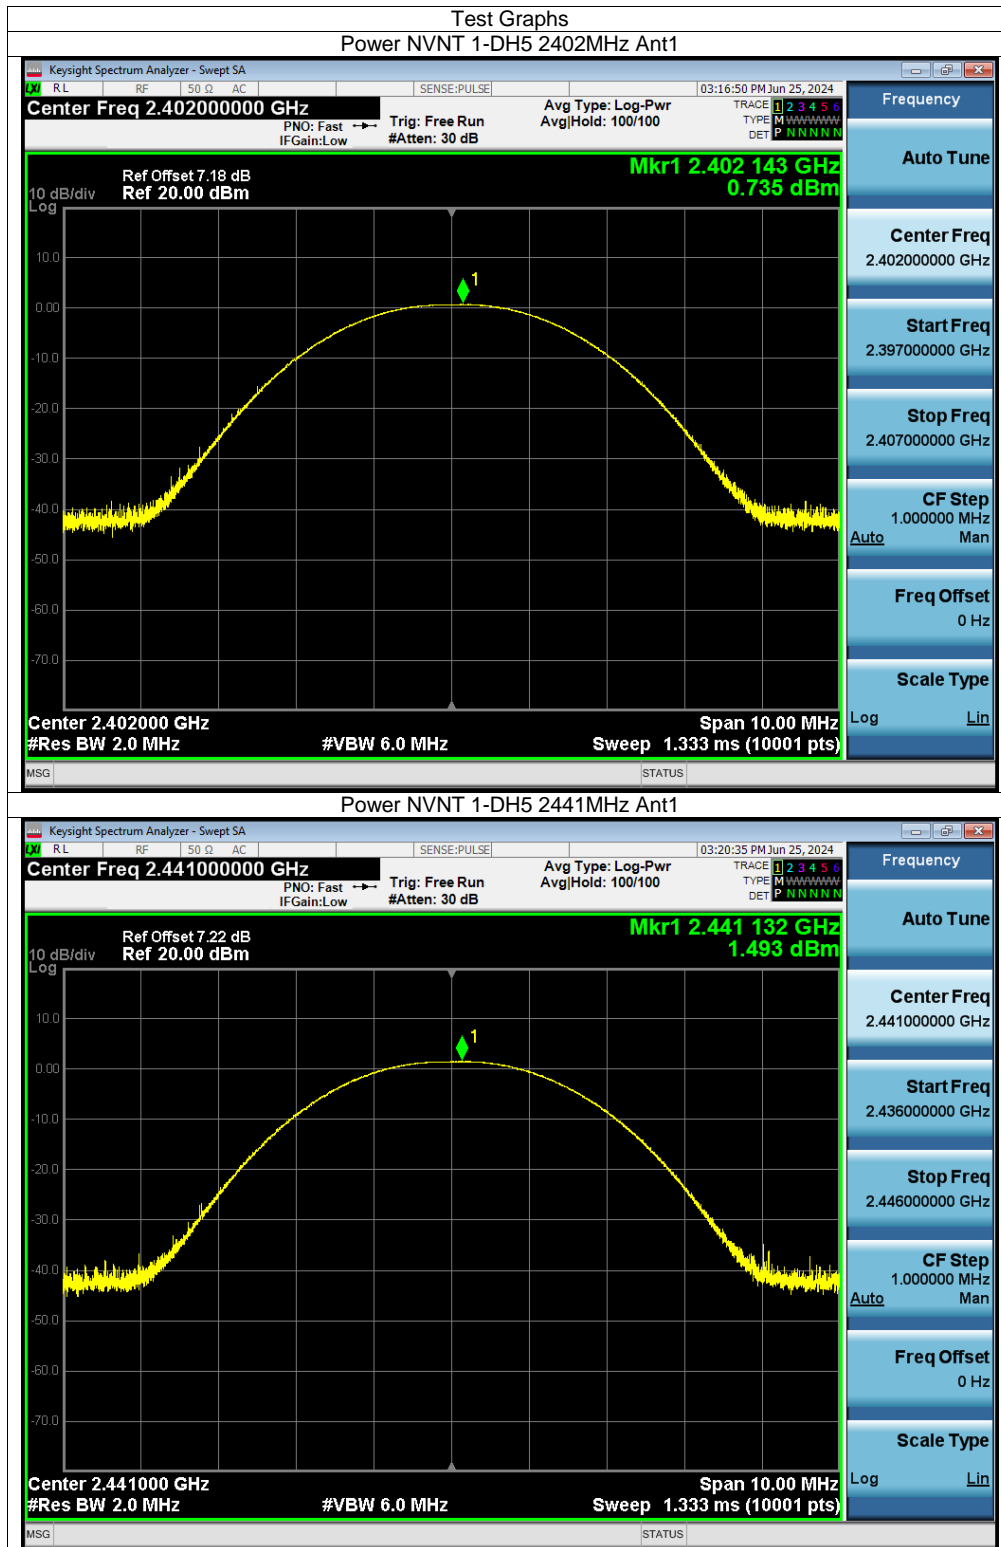 Test Graphs
Power NVNT 1-DH5 2402MHz Ant1
Keysight Spectrum Analyzer - Swept SA
LXI RL RF 50 Ω AC SENSE:PULSE 03:16:50 PM Jun 25, 2024
Center Freq 2.402000000 GHz
PNO: Fast
IFGain:Low
Trig: Free Run
#Atten: 30 dB
Avg Type: Log-Pwr
Avg|Hold: 100/100
TRACE 1 2 3 4 5 6
TYPE M WWWWW
DET P N N N N N
Frequency
Mkr1 2.402 143 GHz
0.735 dBm
Ref Offset 7.18 dB
10 dB/div Ref 20.00 dBm
Log
1
10.0
0.00
-10.0
-20.0
-30.0
-40.0
-50.0
-60.0
-70.0
Center 2.402000 GHz Span 10.00 MHz
#Res BW 2.0 MHz #VBW 6.0 MHz Sweep 1.333 ms (10001 pts)
MSG STATUS
Auto Tune
Center Freq
2.402000000 GHz
Start Freq
2.397000000 GHz
Stop Freq
2.407000000 GHz
CF Step
1.000000 MHz
Auto Man
Freq Offset
0 Hz
Scale Type
Log Lin
Power NVNT 1-DH5 2441MHz Ant1
Keysight Spectrum Analyzer - Swept SA
LXI RL RF 50 Ω AC SENSE:PULSE 03:20:35 PM Jun 25, 2024
Center Freq 2.441000000 GHz
PNO: Fast
IFGain:Low
Trig: Free Run
#Atten: 30 dB
Avg Type: Log-Pwr
Avg|Hold: 100/100
TRACE 1 2 3 4 5 6
TYPE M WWWWW
DET P N N N N N
Frequency
Mkr1 2.441 132 GHz
1.493 dBm
Ref Offset 7.22 dB
10 dB/div Ref 20.00 dBm
Log
1
10.0
0.00
-10.0
-20.0
-30.0
-40.0
-50.0
-60.0
-70.0
Center 2.441000 GHz Span 10.00 MHz
#Res BW 2.0 MHz #VBW 6.0 MHz Sweep 1.333 ms (10001 pts)
MSG STATUS
Auto Tune
Center Freq
2.441000000 GHz
Start Freq
2.436000000 GHz
Stop Freq
2.446000000 GHz
CF Step
1.000000 MHz
Auto Man
Freq Offset
0 Hz
Scale Type
Log Lin